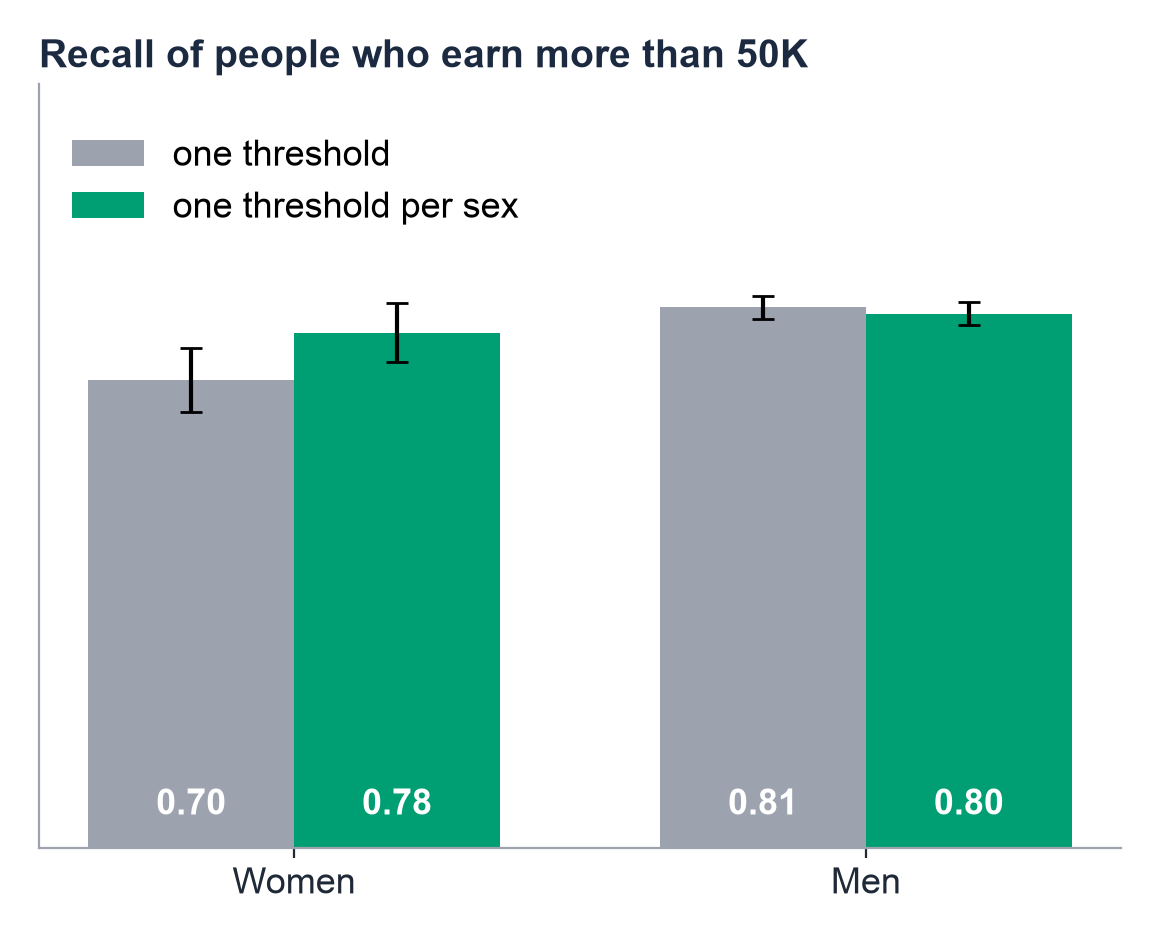 Recall of people who earn more than 50K
one threshold
one threshold per sex
0.70 0.78 0.81 0.80
Women Men